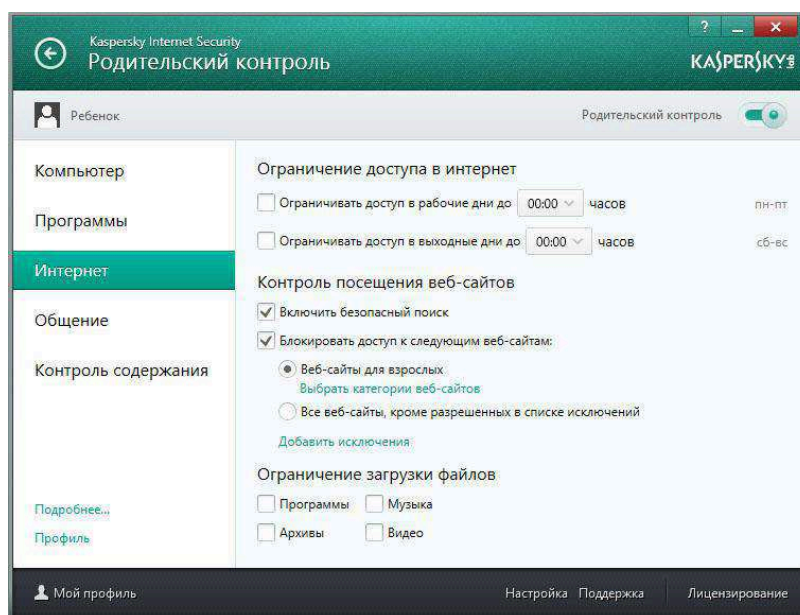 Kaspersky Internet Security
Родительский контроль
KASPERSKY
Ребенок
Родительский контроль
Компьютер
Программы
Интернет
Общение
Контроль содержания
Подробнее...
Профиль
Ограничение доступа в интернет
Ограничивать доступ в рабочие дни до 00:00 часов пн-пт
Ограничивать доступ в выходные дни до 00:00 часов сб-вс
Контроль посещения веб-сайтов
Включить безопасный поиск
Блокировать доступ к следующим веб-сайтам:
Веб-сайты для взрослых
Выбрать категории веб-сайтов
Все веб-сайты, кроме разрешенных в списке исключений
Добавить исключения
Ограничение загрузки файлов
Программы Музыка
Архивы Видео
Мой профиль Настройка Поддержка Лицензирование